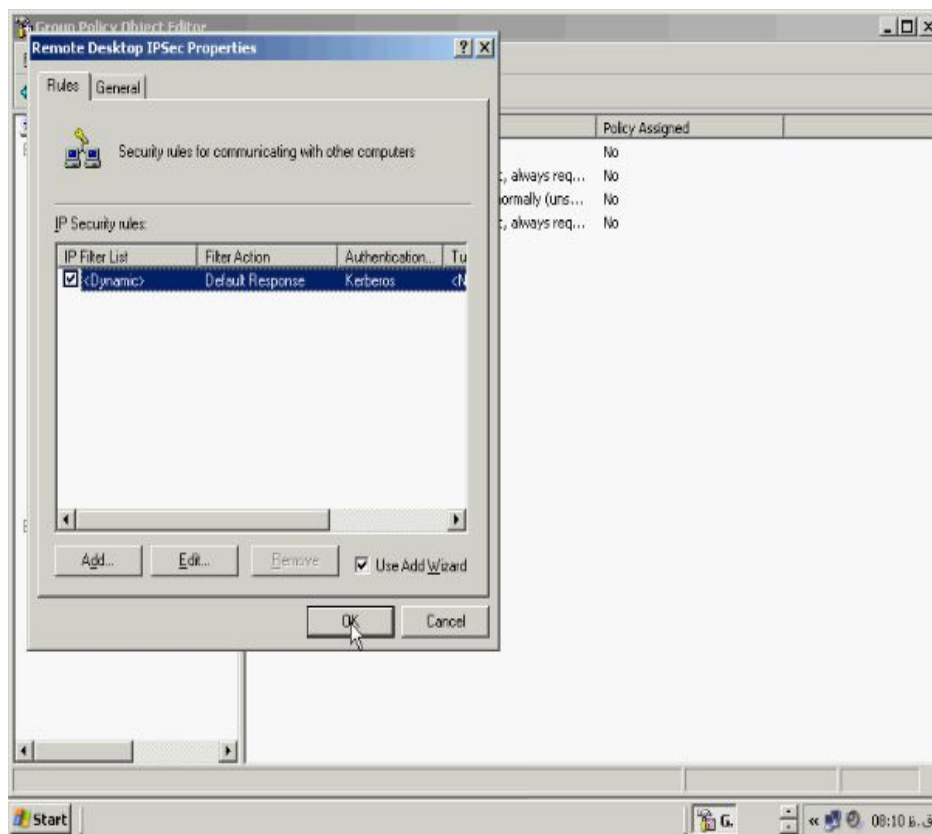 Group Policy Object Editor
Remote Desktop IPSec Properties
Rules
General
Policy Assigned
Security rules for communicating with other computers
No
, always req... No
ormally (uns... No
, always req... No
IP Security rules:
IP Filter List Filter Action Authentication... Tu
<Dynamic> Default Response Kerberos <N
Add... Edit... Remove Use Add Wizard
OK Cancel
Start G. « 08:10